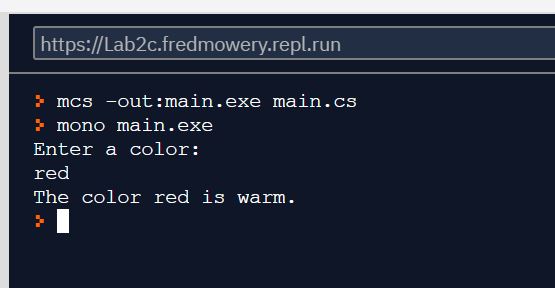 https://Lab2c.fredmowery.repl.run
> mcs -out:main.exe main.cs
> mono main.exe
Enter a color:
red
The color red is warm.
>